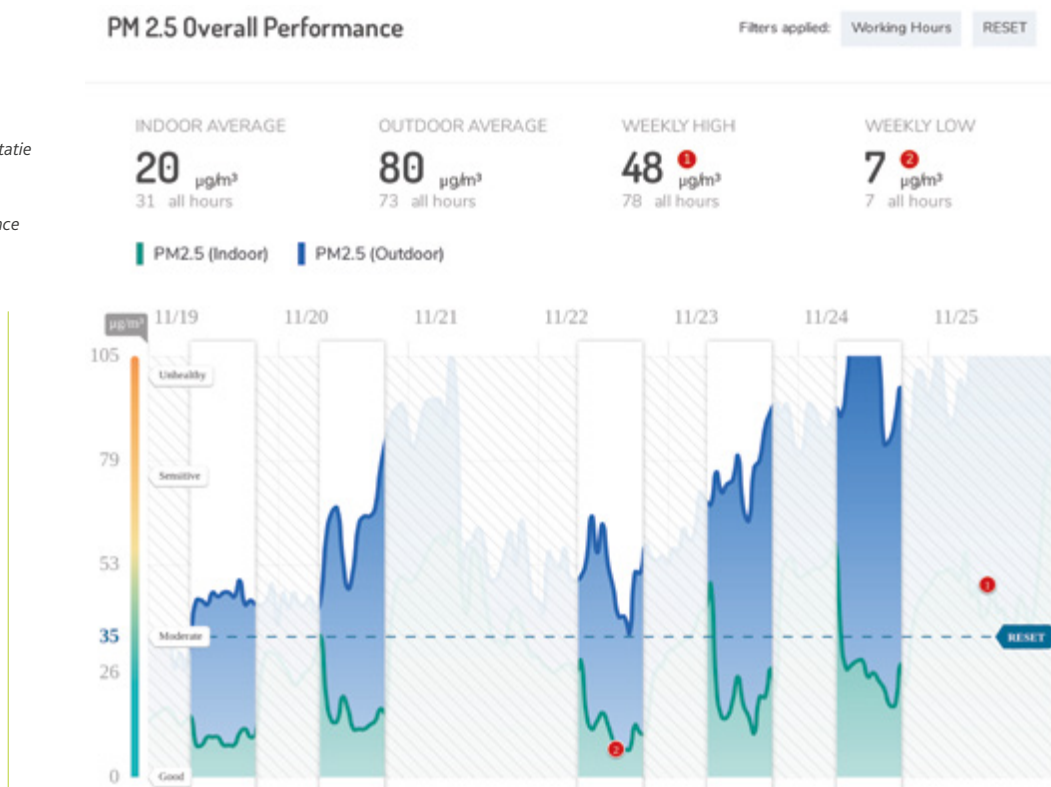 PM 2.5 Overall Performance
Filters applied: Working Hours RESET
tatie
nce
INDOOR AVERAGE OUTDOOR AVERAGE WEEKLY HIGH WEEKLY LOW
20 µg/m³ 80 µg/m³ 48 1 µg/m³ 7 2 µg/m³
31 all hours 73 all hours 78 all hours 7 all hours
PM2.5 (Indoor) PM2.5 (Outdoor)
µg/m³ 11/19 11/20 11/21 11/22 11/23 11/24 11/25
105
Unhealthy
79
Sensitive
53
1
35 Moderate RESET
26
2
0 Good